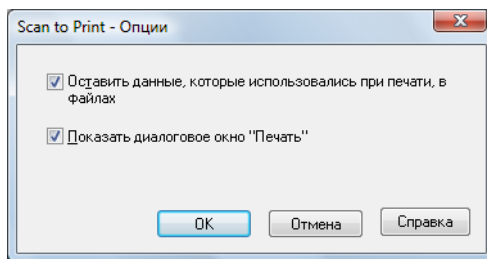 Scan to Print - Опции
Оставить данные, которые использовались при печати, в
файлах
Показать диалоговое окно "Печать"
OK
Отмена
Справка